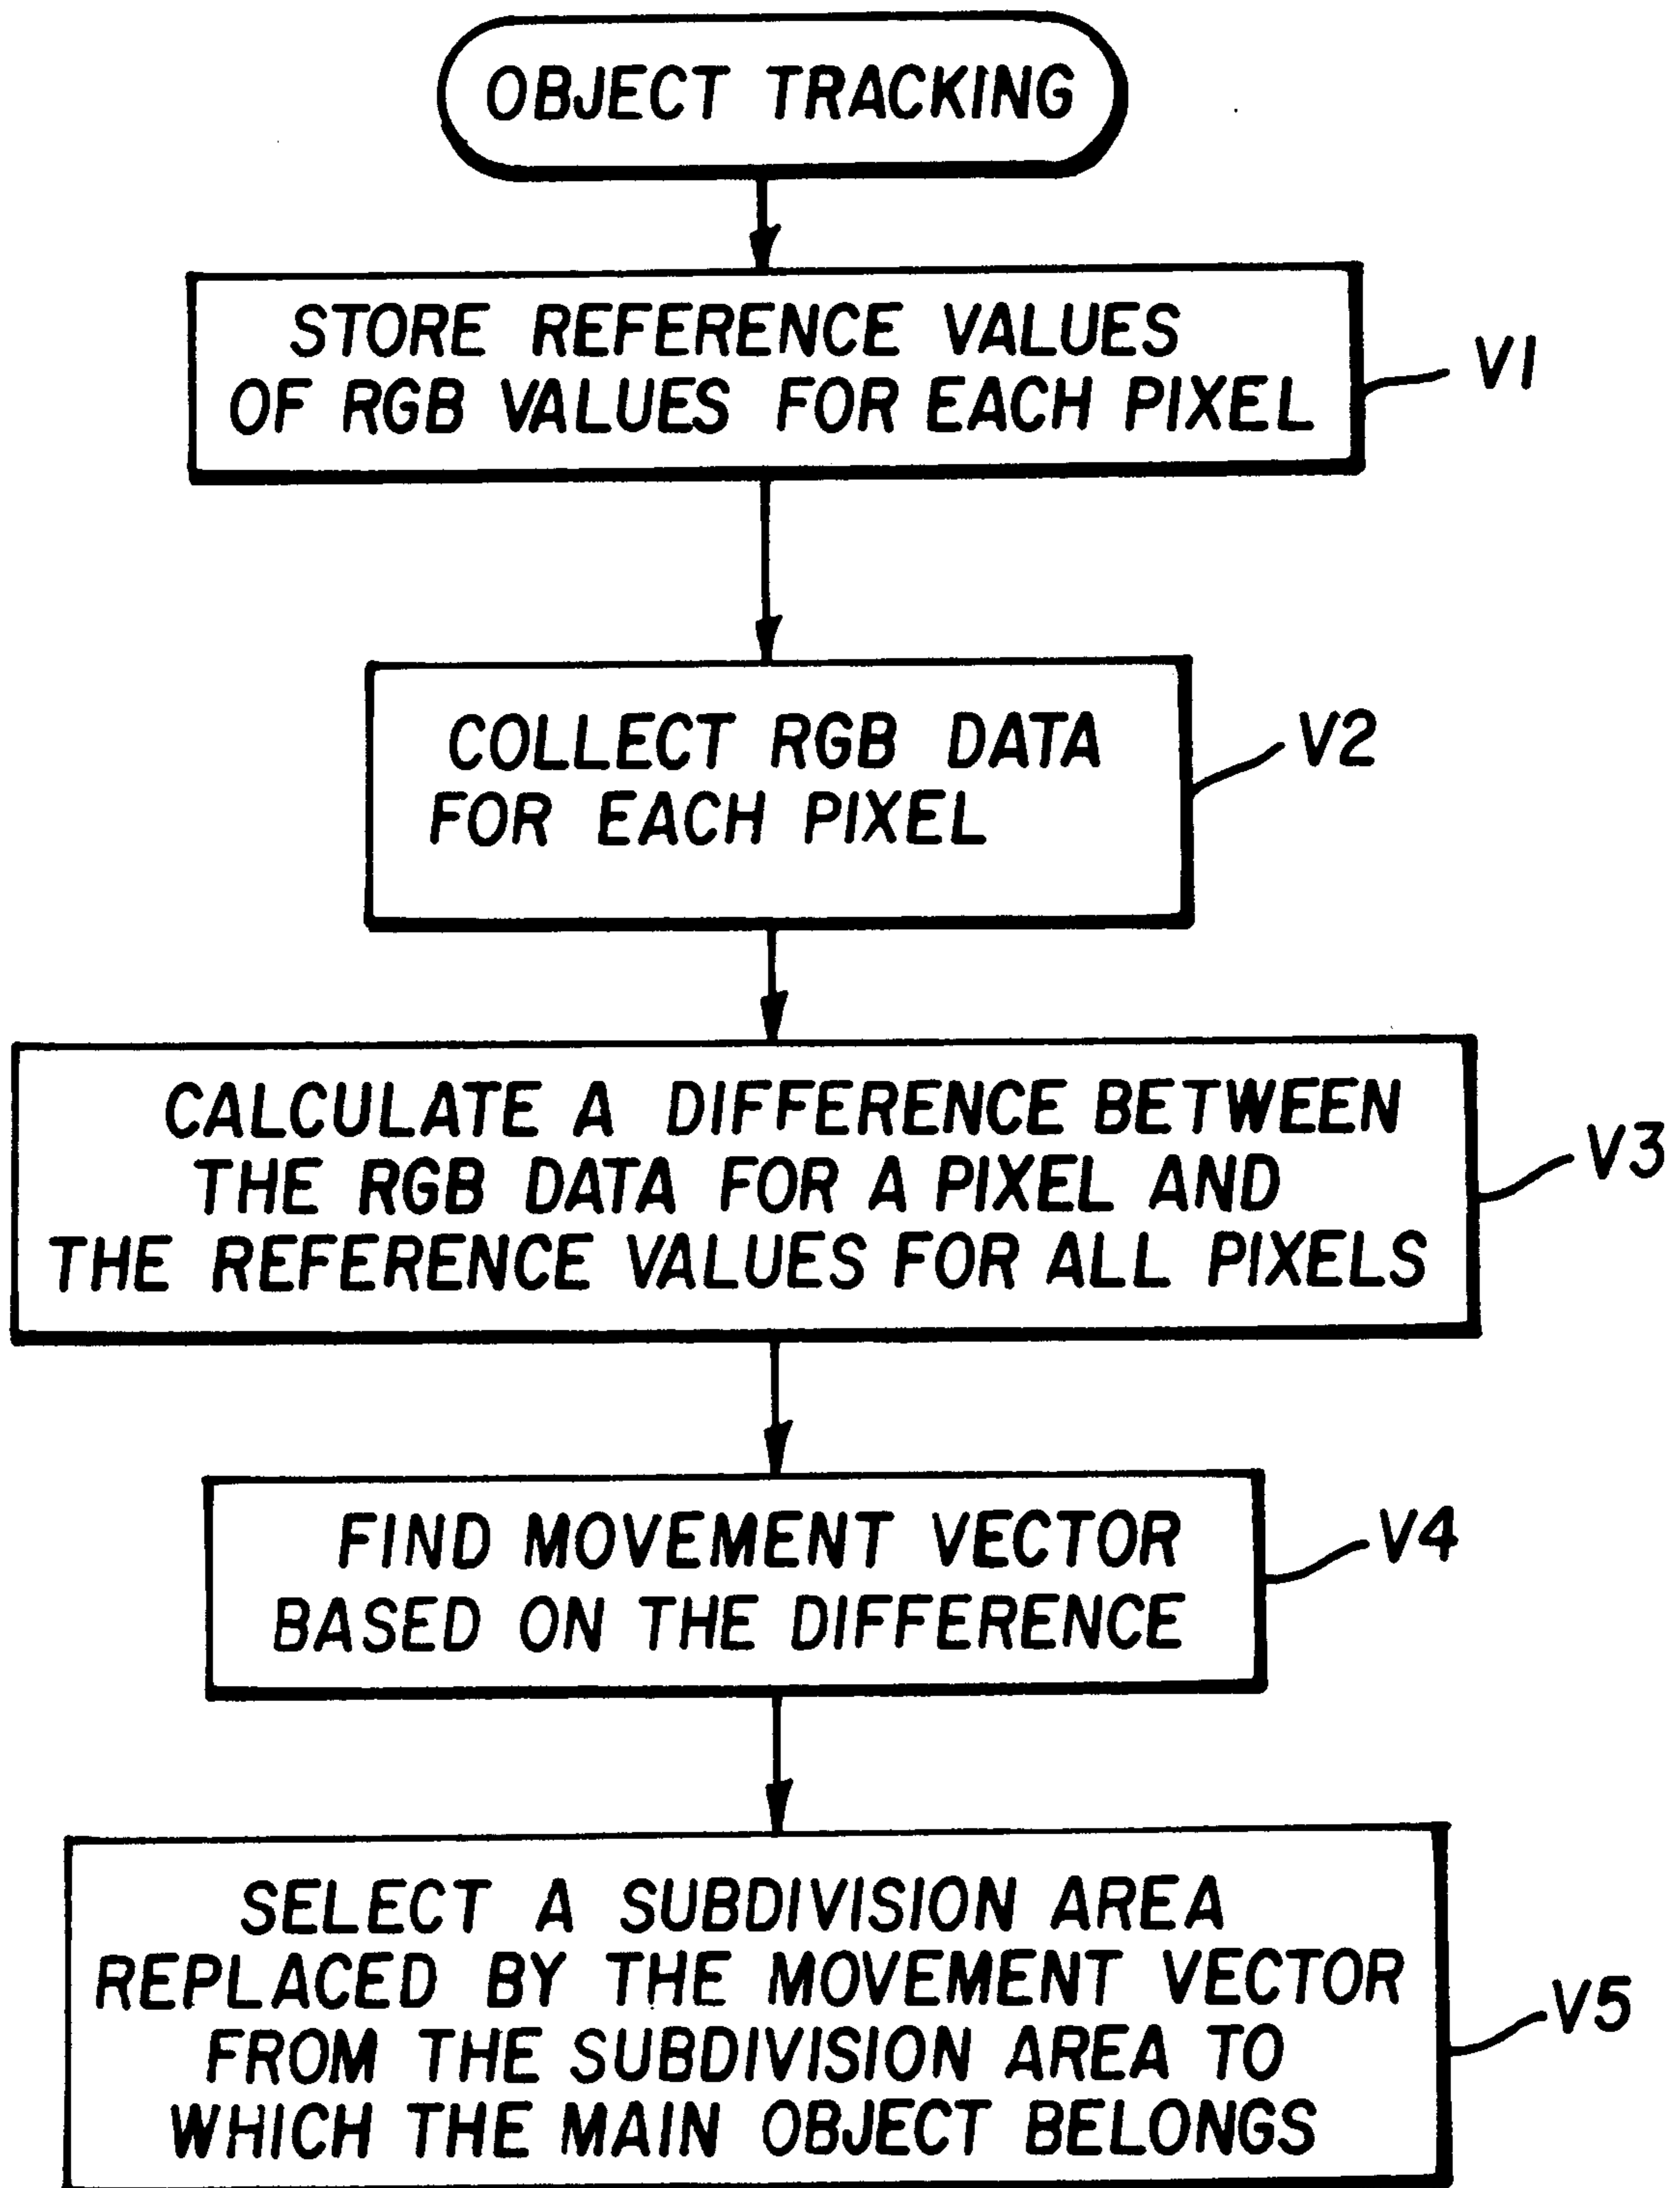 OBJECT TRACKING
STORE REFERENCE VALUES
OF RGB VALUES FOR EACH PIXEL
V1
COLLECT RGB DATA
FOR EACH PIXEL
V2
CALCULATE A DIFFERENCE BETWEEN
THE RGB DATA FOR A PIXEL AND
THE REFERENCE VALUES FOR ALL PIXELS
V3
FIND MOVEMENT VECTOR
BASED ON THE DIFFERENCE
V4
SELECT A SUBDIVISION AREA
REPLACED BY THE MOVEMENT VECTOR
FROM THE SUBDIVISION AREA TO
WHICH THE MAIN OBJECT BELONGS
V5